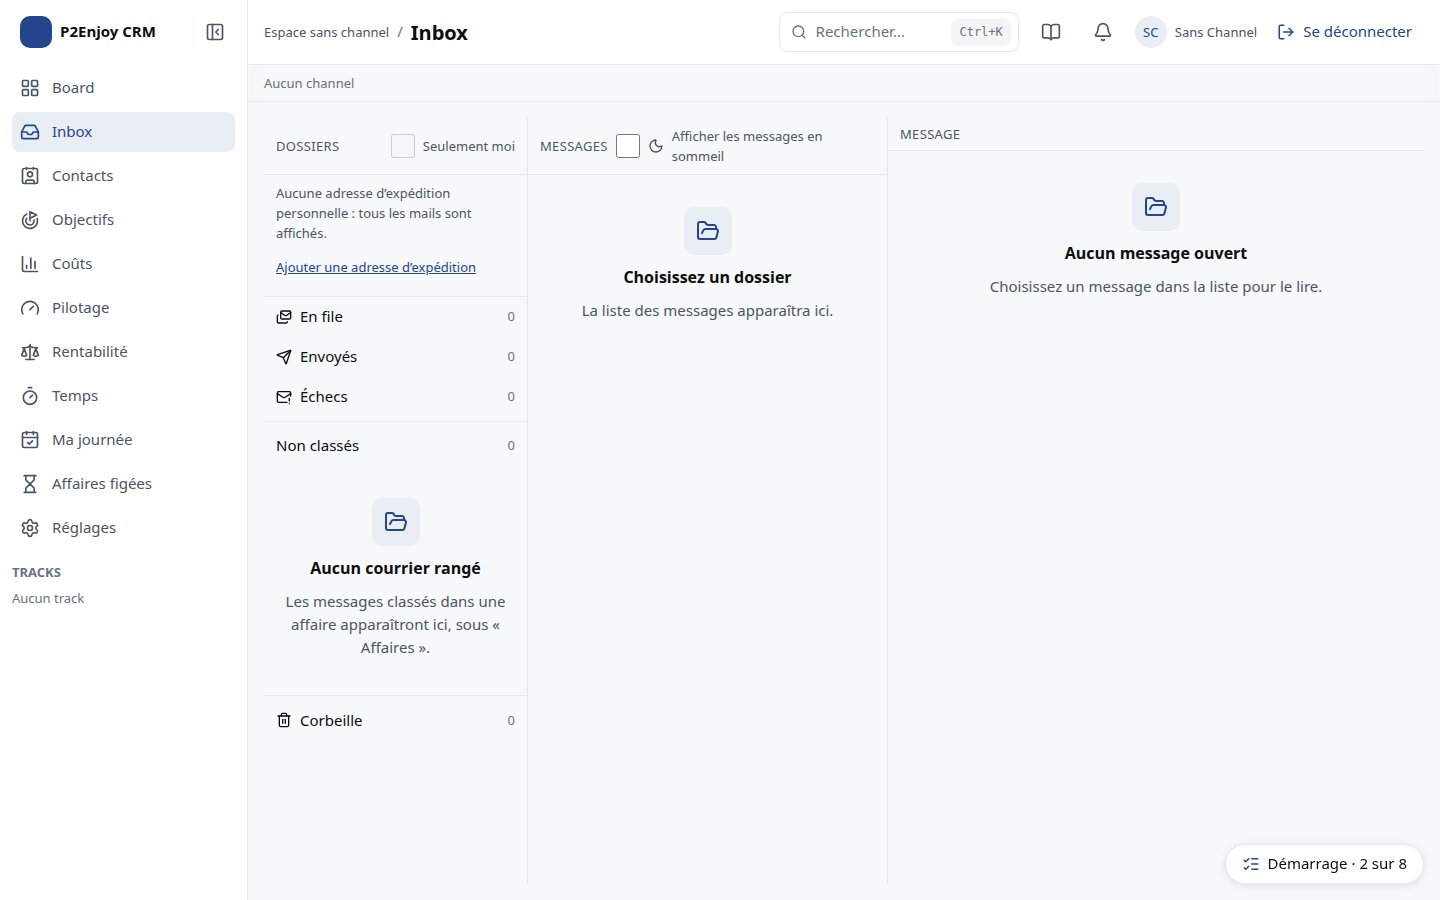 P2Enjoy CRM
Board
Inbox
Contacts
Objectifs
Coûts
Pilotage
Rentabilité
Temps
Ma journée
Affaires figées
Réglages
TRACKS
Aucun track
Espace sans channel / Inbox
Rechercher... Ctrl+K
SC Sans Channel
Se déconnecter
Aucun channel
DOSSIERS
Seulement moi
Aucune adresse d’expédition
personnelle : tous les mails sont
affichés.
Ajouter une adresse d’expédition
En file 0
Envoyés 0
Échecs 0
Non classés 0
Aucun courrier rangé
Les messages classés dans une
affaire apparaîtront ici, sous «
Affaires ».
Corbeille 0
MESSAGES
Afficher les messages en
sommeil
Choisissez un dossier
La liste des messages apparaîtra ici.
MESSAGE
Aucun message ouvert
Choisissez un message dans la liste pour le lire.
Démarrage · 2 sur 8